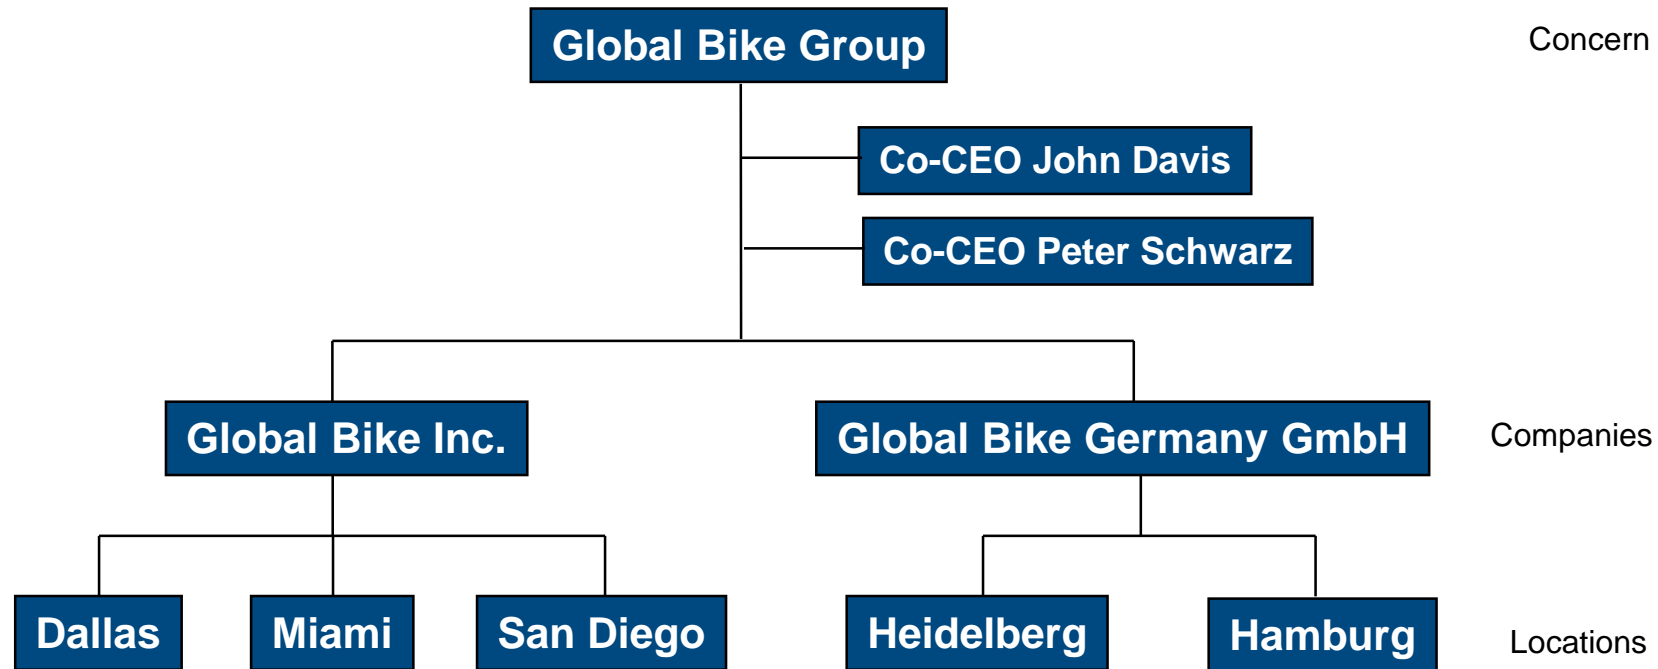 Global Bike Group
Concern
Co-CEO John Davis
Co-CEO Peter Schwarz
Global Bike Inc.
Global Bike Germany GmbH
Companies
Dallas
Miami
San Diego
Heidelberg
Hamburg
Locations